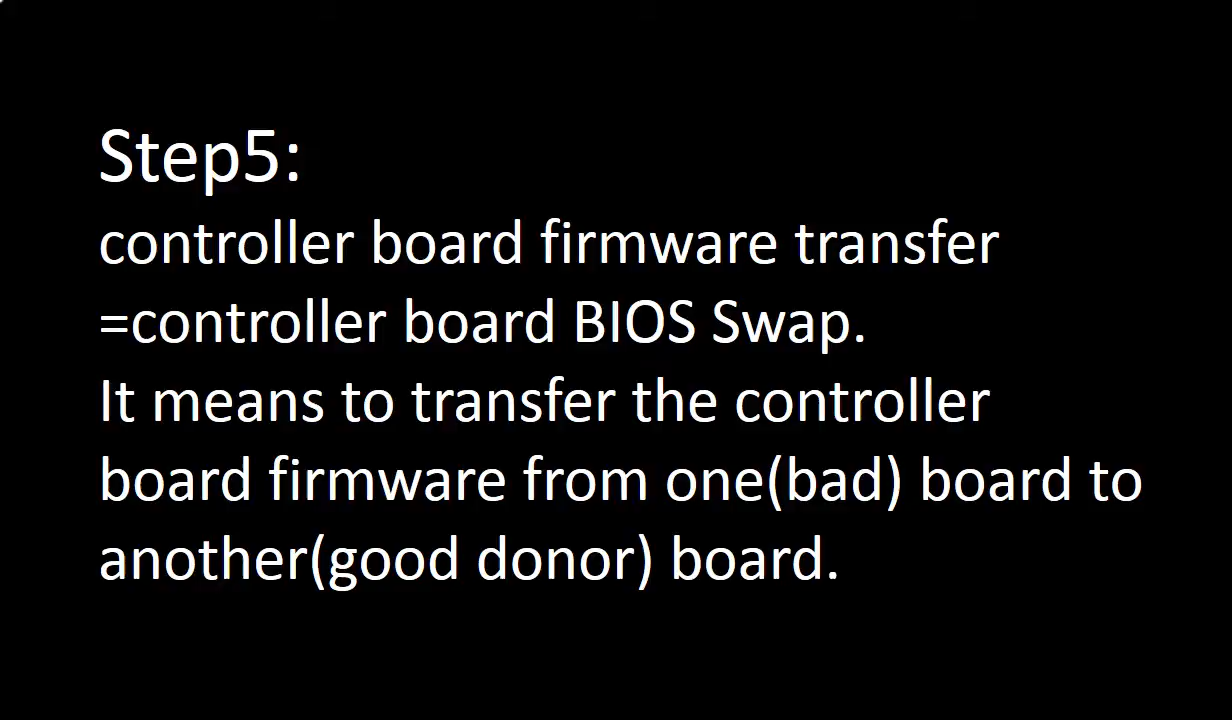 Step5:
controller board firmware transfer
=controller board BIOS Swap.
It means to transfer the controller
board firmware from one(bad) board to
another(good donor) board.